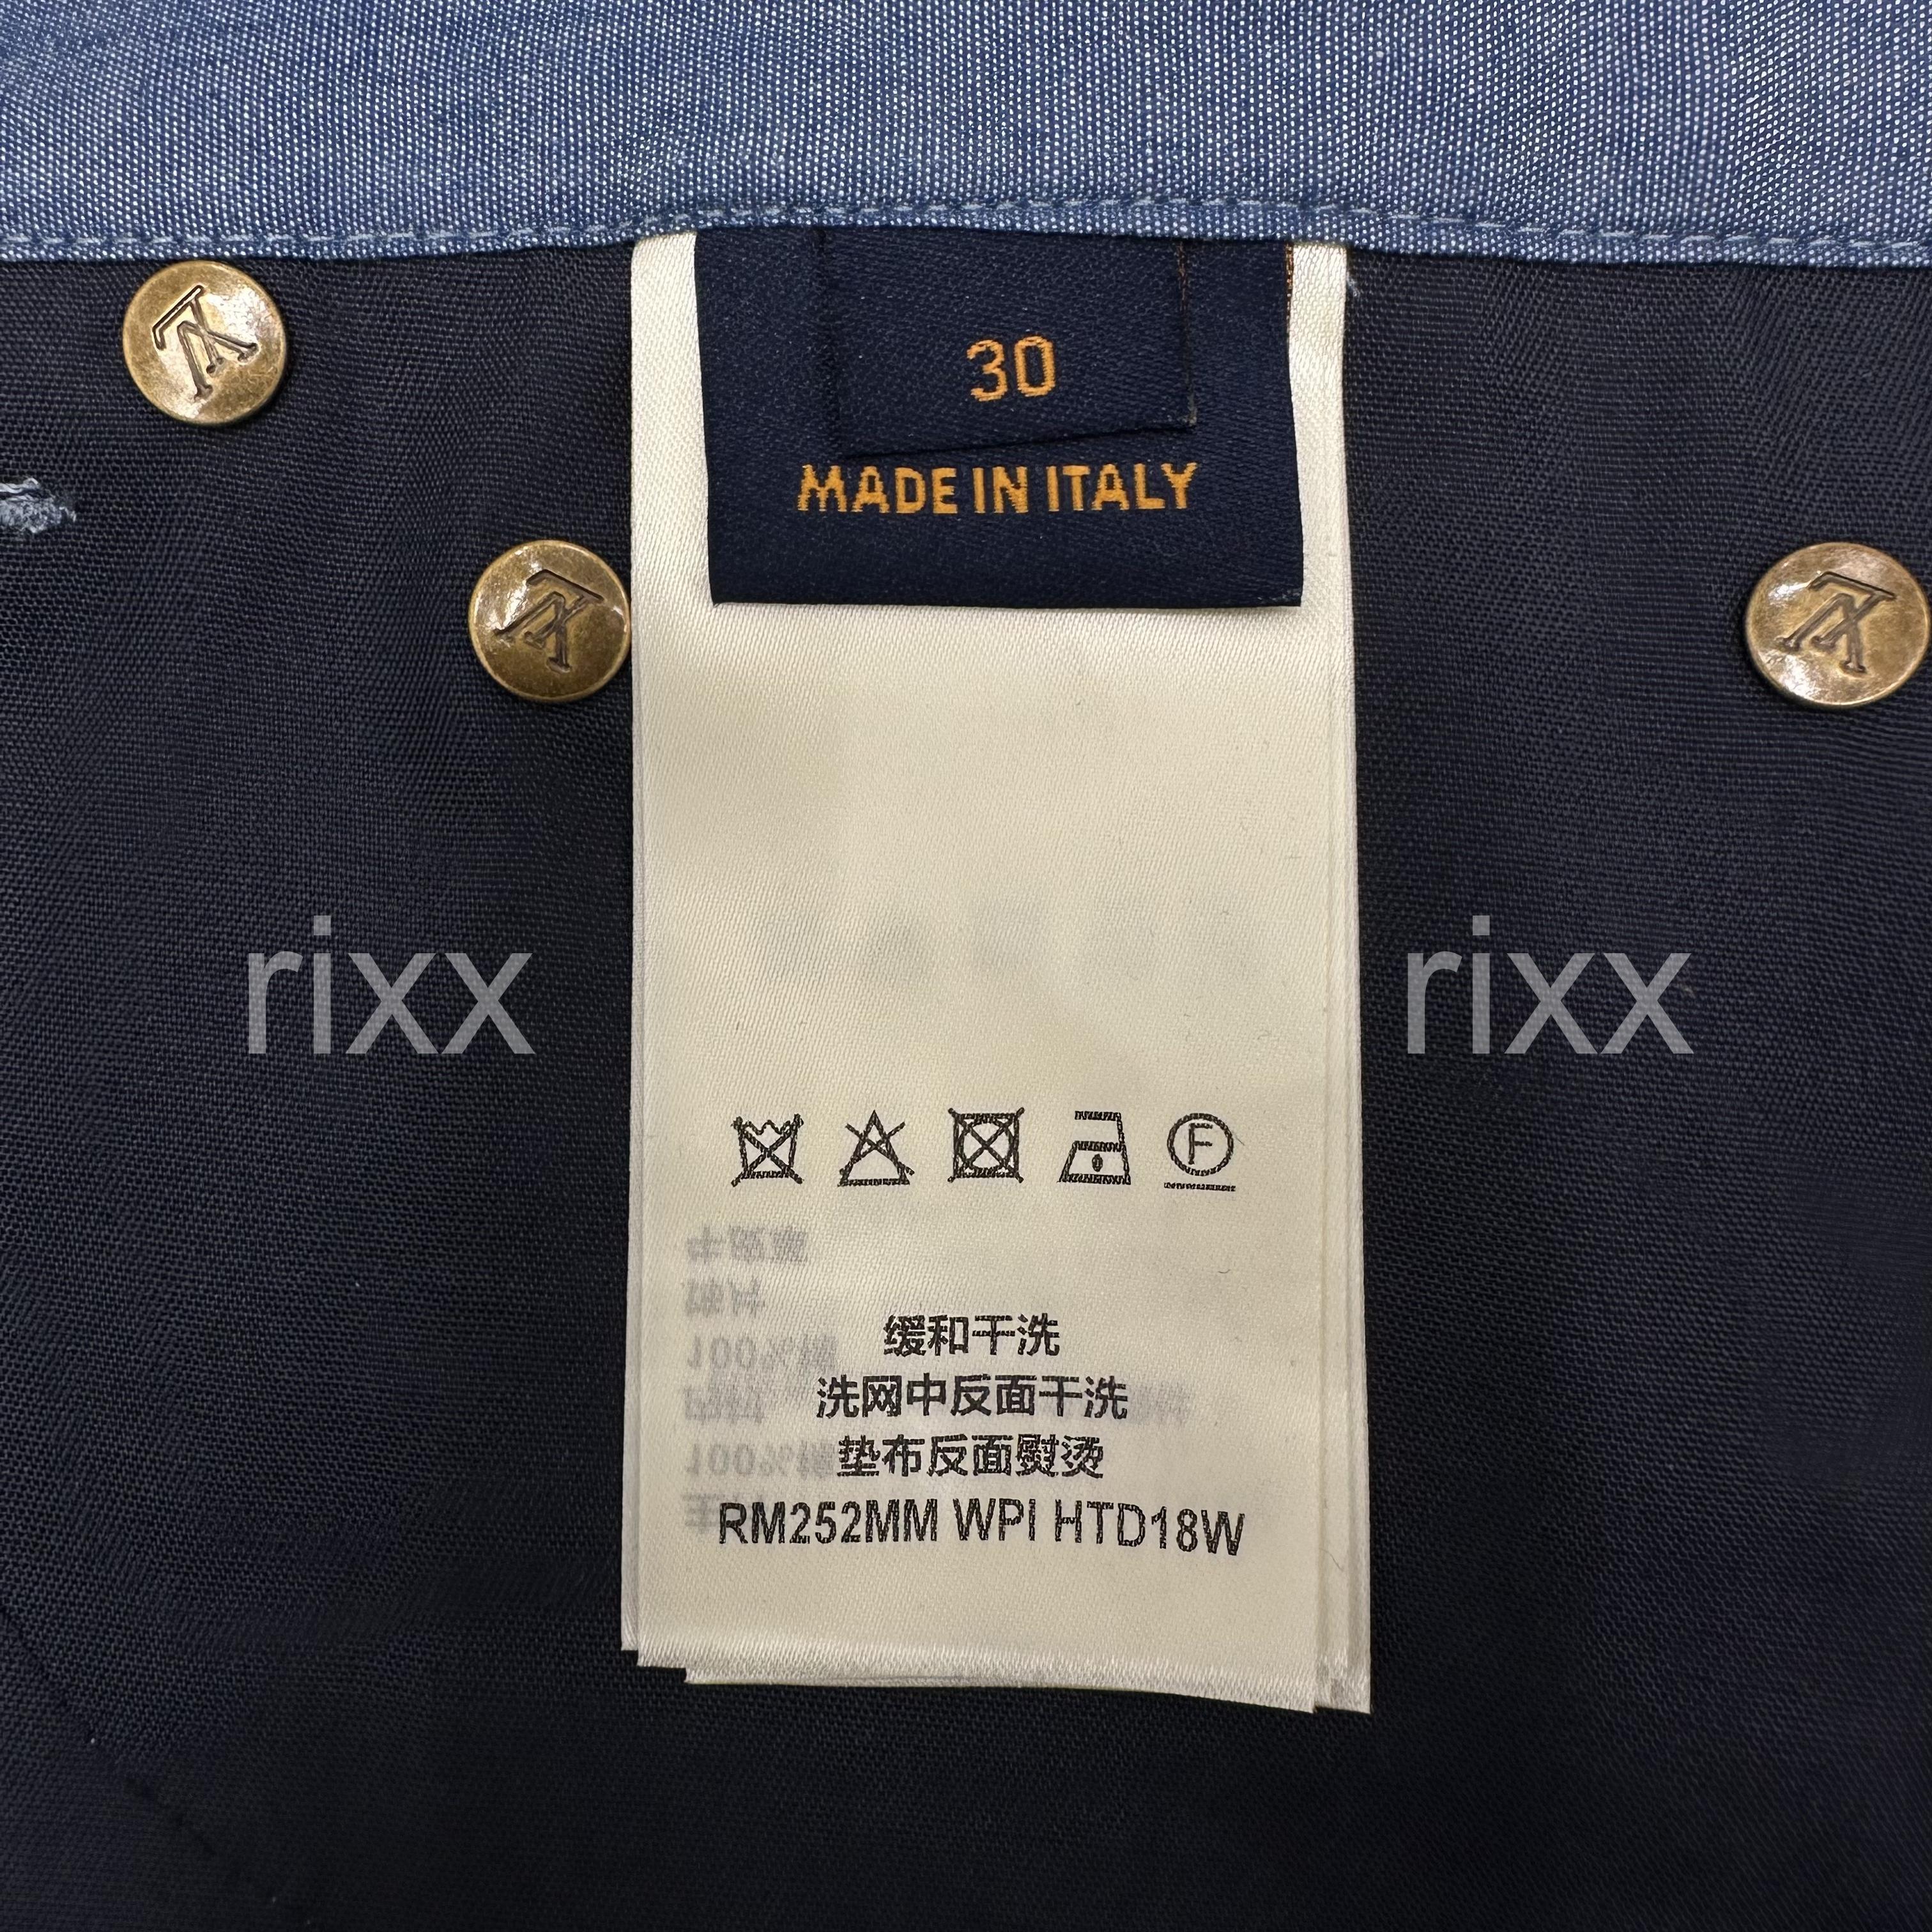 30
MADE IN ITALY
rixx
rixx
F
缓和干洗
洗网中反面干洗
垫布反面熨烫
RM252MM WPI HTD18W